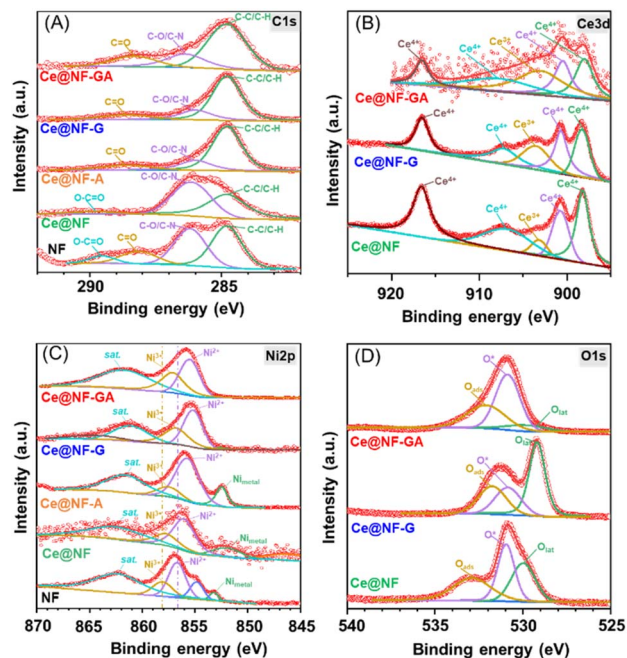 (A)
C1s
C=O
C-O/C-N
C-C/C-H
Ce@NF-GA
C=O
C-O/C-N
C-C/C-H
Ce@NF-G
C=O
C-O/C-N
C-C/C-H
Ce@NF-A
C-O/C-N
C-C/C-H
O-C=O
Ce@NF
O-C=O
C=O
C-O/C-N
C-C/C-H
NF
290
285
Binding energy (eV)
Intensity (a.u.)
(B)
Ce3d
Ce4+
Ce4+
Ce3+
Ce4+
Ce4+
Ce@NF-GA
Ce4+
Ce4+
Ce3+
Ce4+
Ce4+
Ce@NF-G
Ce4+
Ce4+
Ce3+
Ce4+
Ce4+
Ce@NF
920
910
900
Binding energy (eV)
Intensity (a.u.)
(C)
Ni2p
sat.
Ni3+
Ni2+
Ce@NF-GA
sat.
Ni3+
Ni2+
Ce@NF-G
sat.
Ni3+
Ni2+
Nimetal
Ce@NF-A
sat.
Ni3+
Ni2+
Nimetal
Ce@NF
sat.
Ni3+
Ni2+
Nimetal
NF
870
865
860
855
850
845
Binding energy (eV)
Intensity (a.u.)
(D)
O1s
O*
Oads
Olat
Ce@NF-GA
Olat
O*
Oads
Ce@NF-G
O*
Olat
Oads
Ce@NF
540
535
530
525
Binding energy (eV)
Intensity (a.u.)